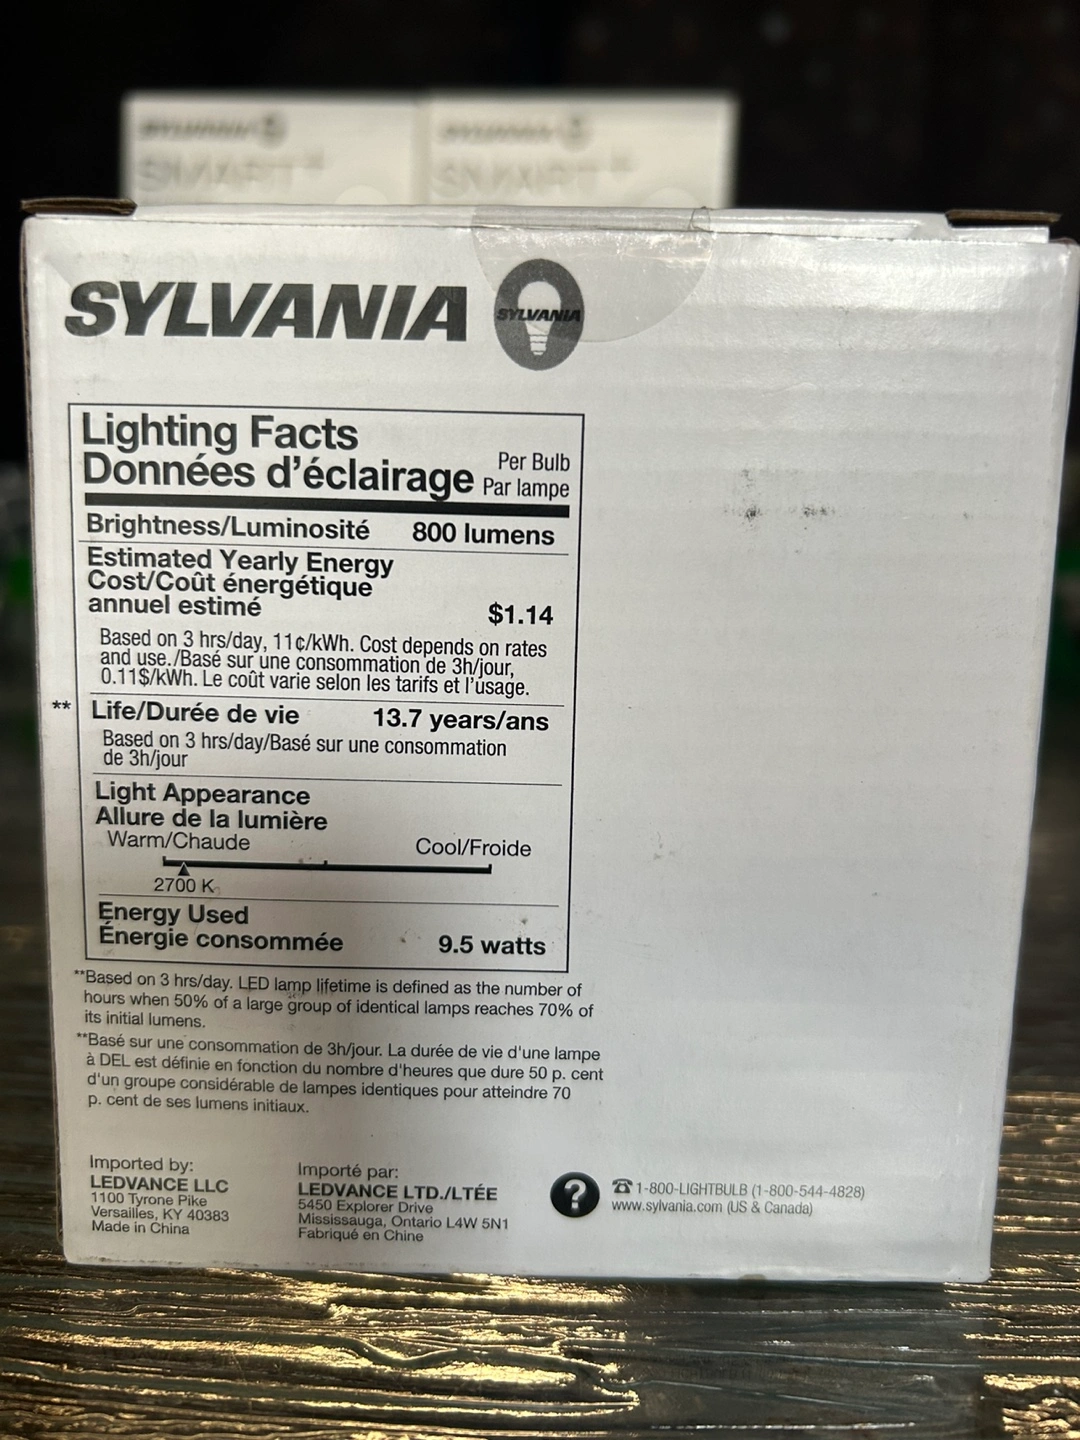 SYLVANIA
SMART+
SYLVANIA
SMART+
SYLVANIA
SYLVANIA
Lighting Facts
Données d'éclairage
Per Bulb
Par lampe
Brightness/Luminosité 800 lumens
Estimated Yearly Energy
Cost/Coût énergétique
annuel estimé $1.14
Based on 3 hrs/day, 11¢/kWh. Cost depends on rates
and use./Basé sur une consommation de 3h/jour,
0.11$/kWh. Le coût varie selon les tarifs et l'usage.
** Life/Durée de vie 13.7 years/ans
Based on 3 hrs/day/Basé sur une consommation
de 3h/jour
Light Appearance
Allure de la lumière
Warm/Chaude Cool/Froide
2700 K
Energy Used
Énergie consommée 9.5 watts
**Based on 3 hrs/day. LED lamp lifetime is defined as the number of
hours when 50% of a large group of identical lamps reaches 70% of
its initial lumens.
**Basé sur une consommation de 3h/jour. La durée de vie d'une lampe
à DEL est définie en fonction du nombre d'heures que dure 50 p. cent
d'un groupe considérable de lampes identiques pour atteindre 70
p. cent de ses lumens initiaux.
Imported by:
LEDVANCE LLC
1100 Tyrone Pike
Versailles, KY 40383
Made in China
Importé par:
LEDVANCE LTD./LTÉE
5450 Explorer Drive
Mississauga, Ontario L4W 5N1
Fabriqué en Chine
?
☎ 1-800-LIGHTBULB (1-800-544-4828)
www.sylvania.com (US & Canada)